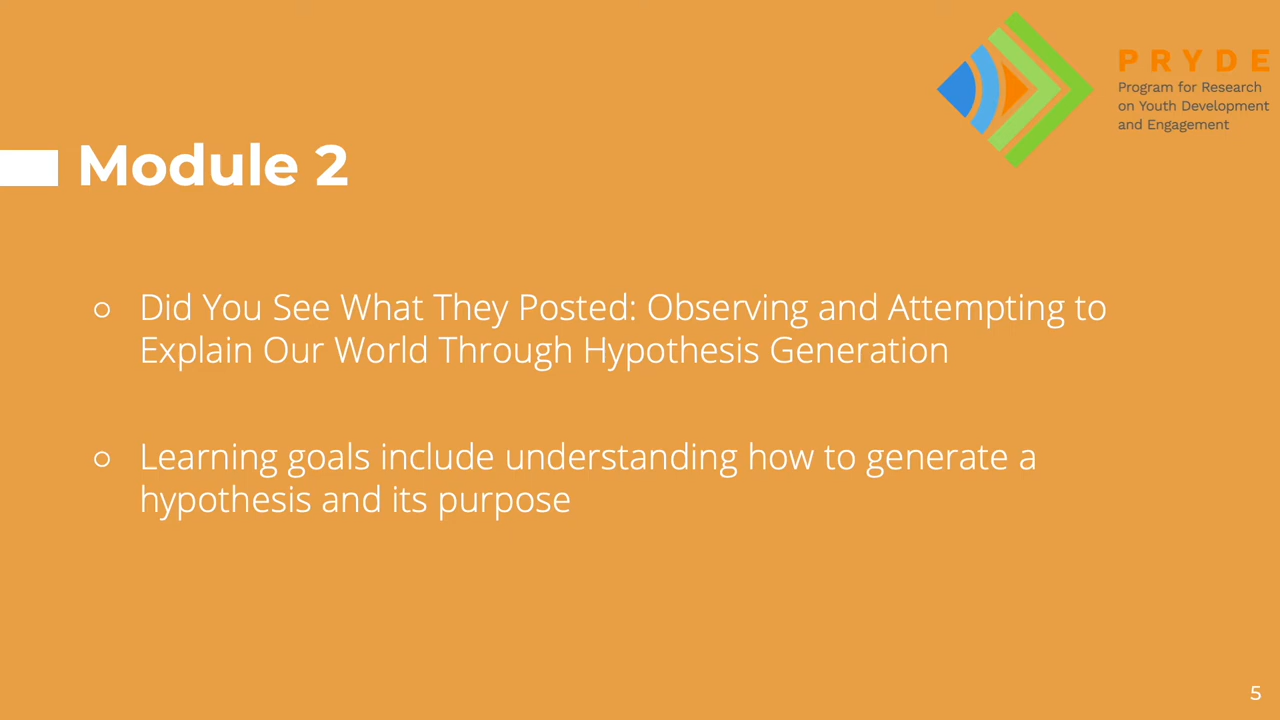 PRYDE
Program for Research
on Youth Development
and Engagement
Module 2
Did You See What They Posted: Observing and Attempting to
Explain Our World Through Hypothesis Generation
Learning goals include understanding how to generate a
hypothesis and its purpose
5